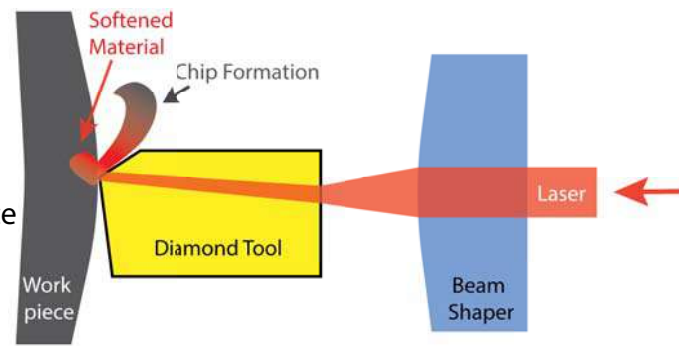 Softened
Material
Chip Formation
e
Diamond Tool
Laser
Work
piece
Beam
Shaper